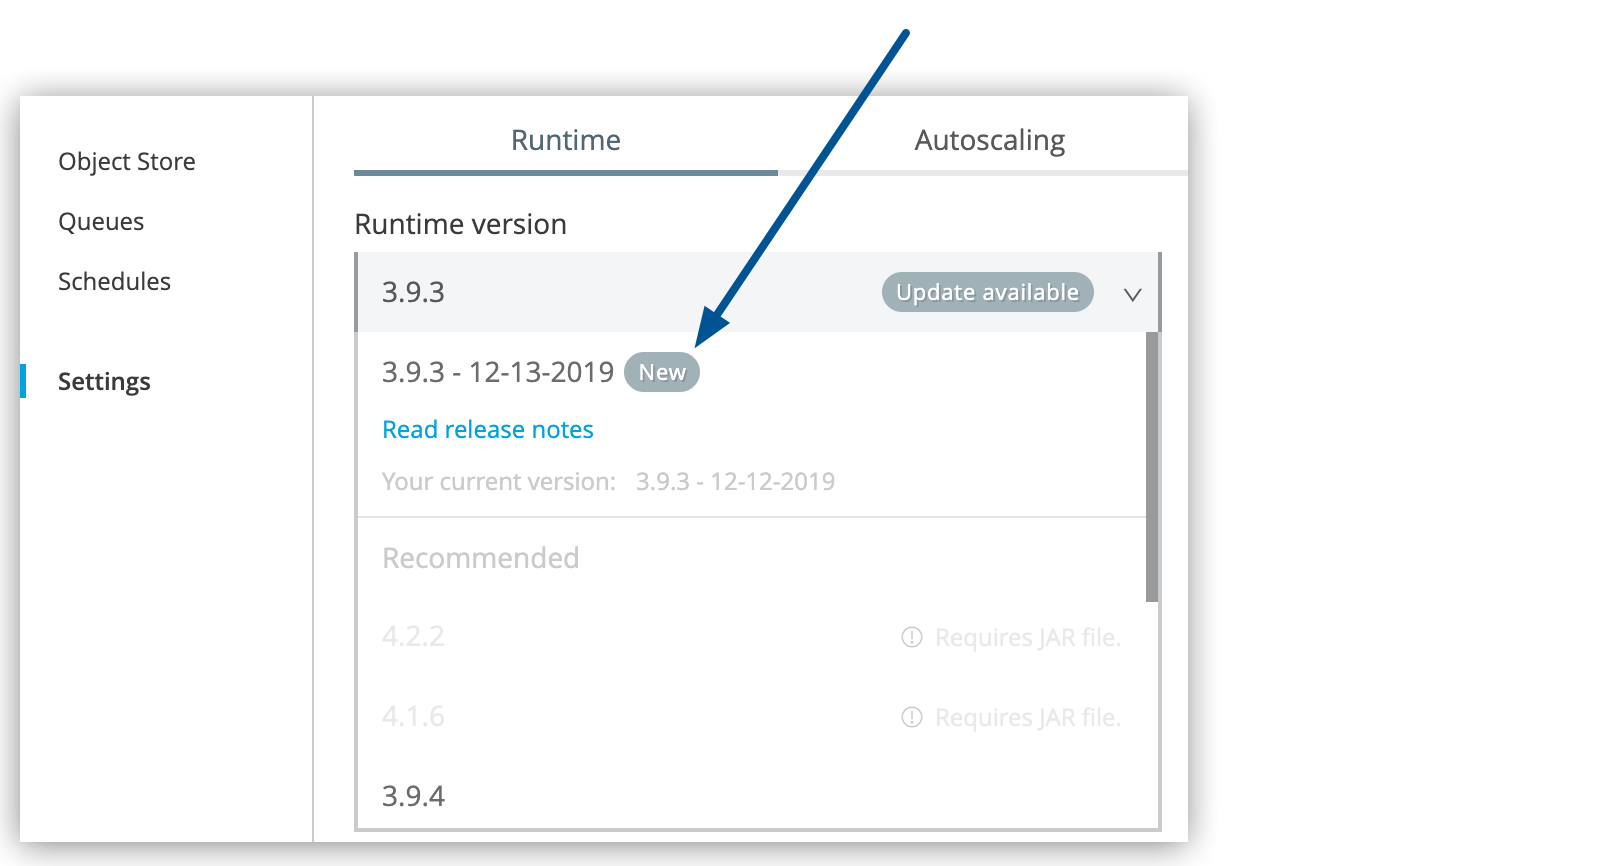 Object Store
Queues
Schedules
Settings
Runtime
Autoscaling
Runtime version
3.9.3
Update available
3.9.3 - 12-13-2019 New
Read release notes
Your current version: 3.9.3 - 12-12-2019
Recommended
4.2.2
Requires JAR file.
4.1.6
Requires JAR file.
3.9.4